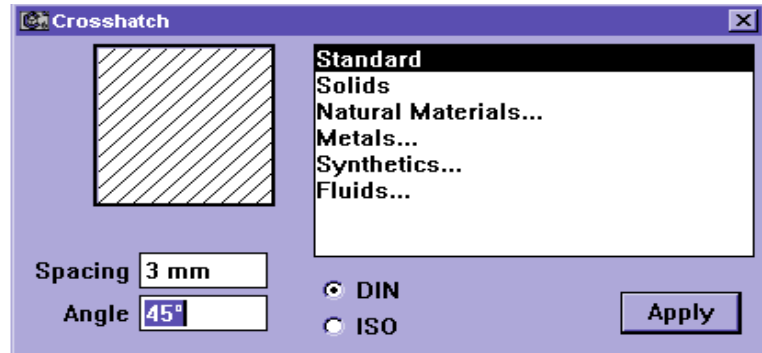 Crosshatch
Standard
Solids
Natural Materials...
Metals...
Synthetics...
Fluids...
Spacing 3 mm
Angle 45°
DIN
ISO
Apply